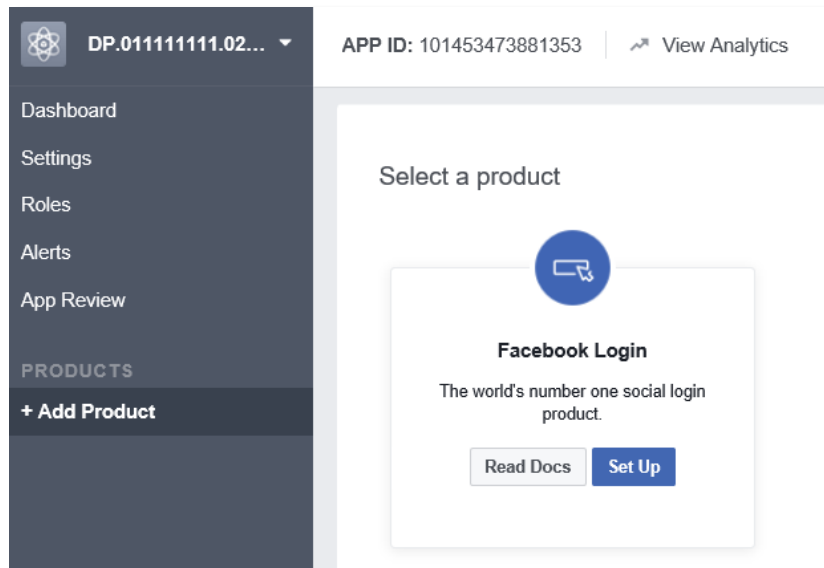 DP.011111111.02...
APP ID: 101453473881353
View Analytics
Dashboard
Settings
Roles
Alerts
App Review
PRODUCTS
+ Add Product
Select a product
Facebook Login
The world's number one social login
product.
Read Docs
Set Up